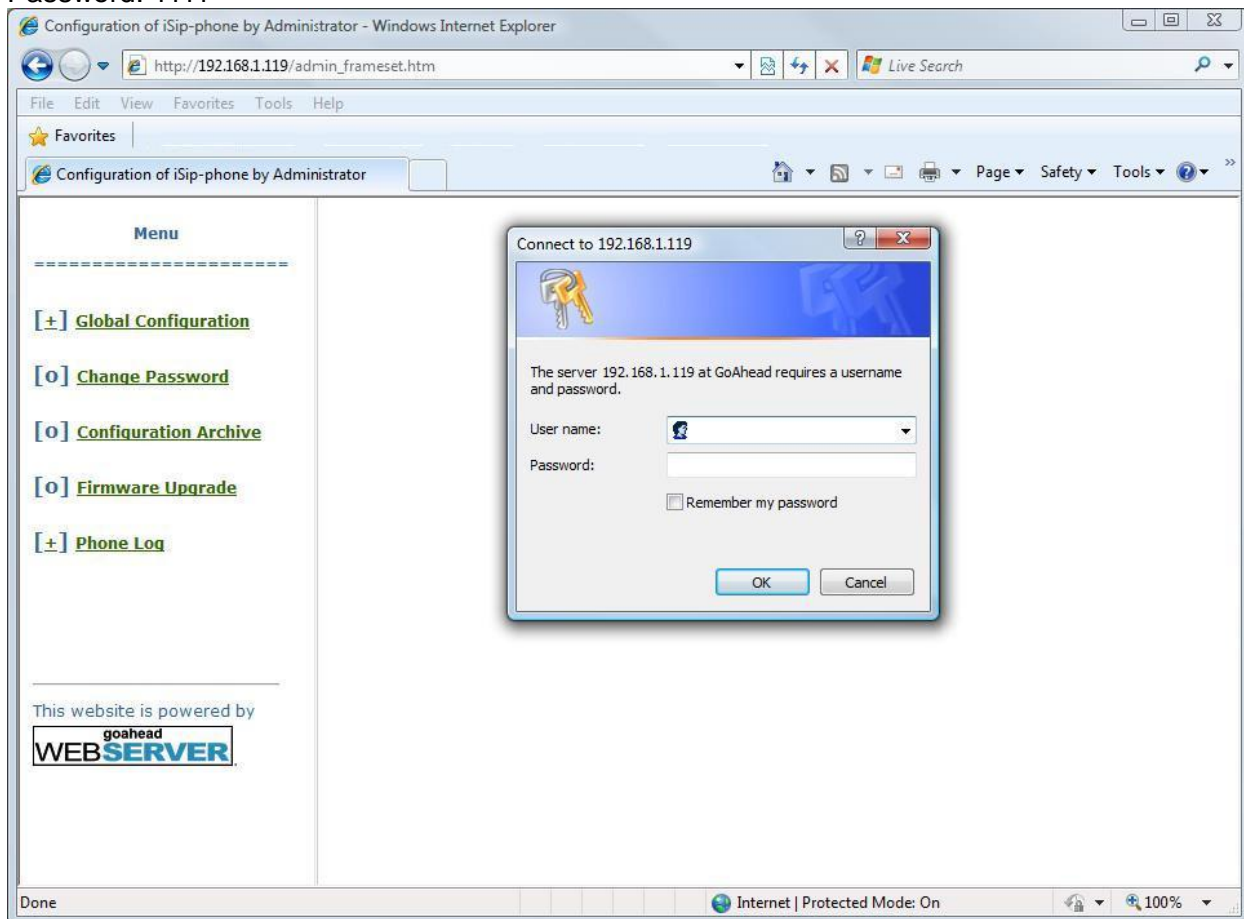 Password:
Configuration of iSip-phone by Administrator - Windows Internet Explorer
http://192.168.1.119/admin_frameset.htm
Live Search
File Edit View Favorites Tools Help
Favorites
Configuration of iSip-phone by Administrator
Page Safety Tools
Menu
======================
[+] Global Configuration
[o] Change Password
[o] Configuration Archive
[o] Firmware Upgrade
[+] Phone Log
This website is powered by
goahead
WEBSERVER
Connect to 192.168.1.119
The server 192.168.1.119 at GoAhead requires a username
and password.
User name:
Password:
Remember my password
OK Cancel
Done
Internet | Protected Mode: On
100%